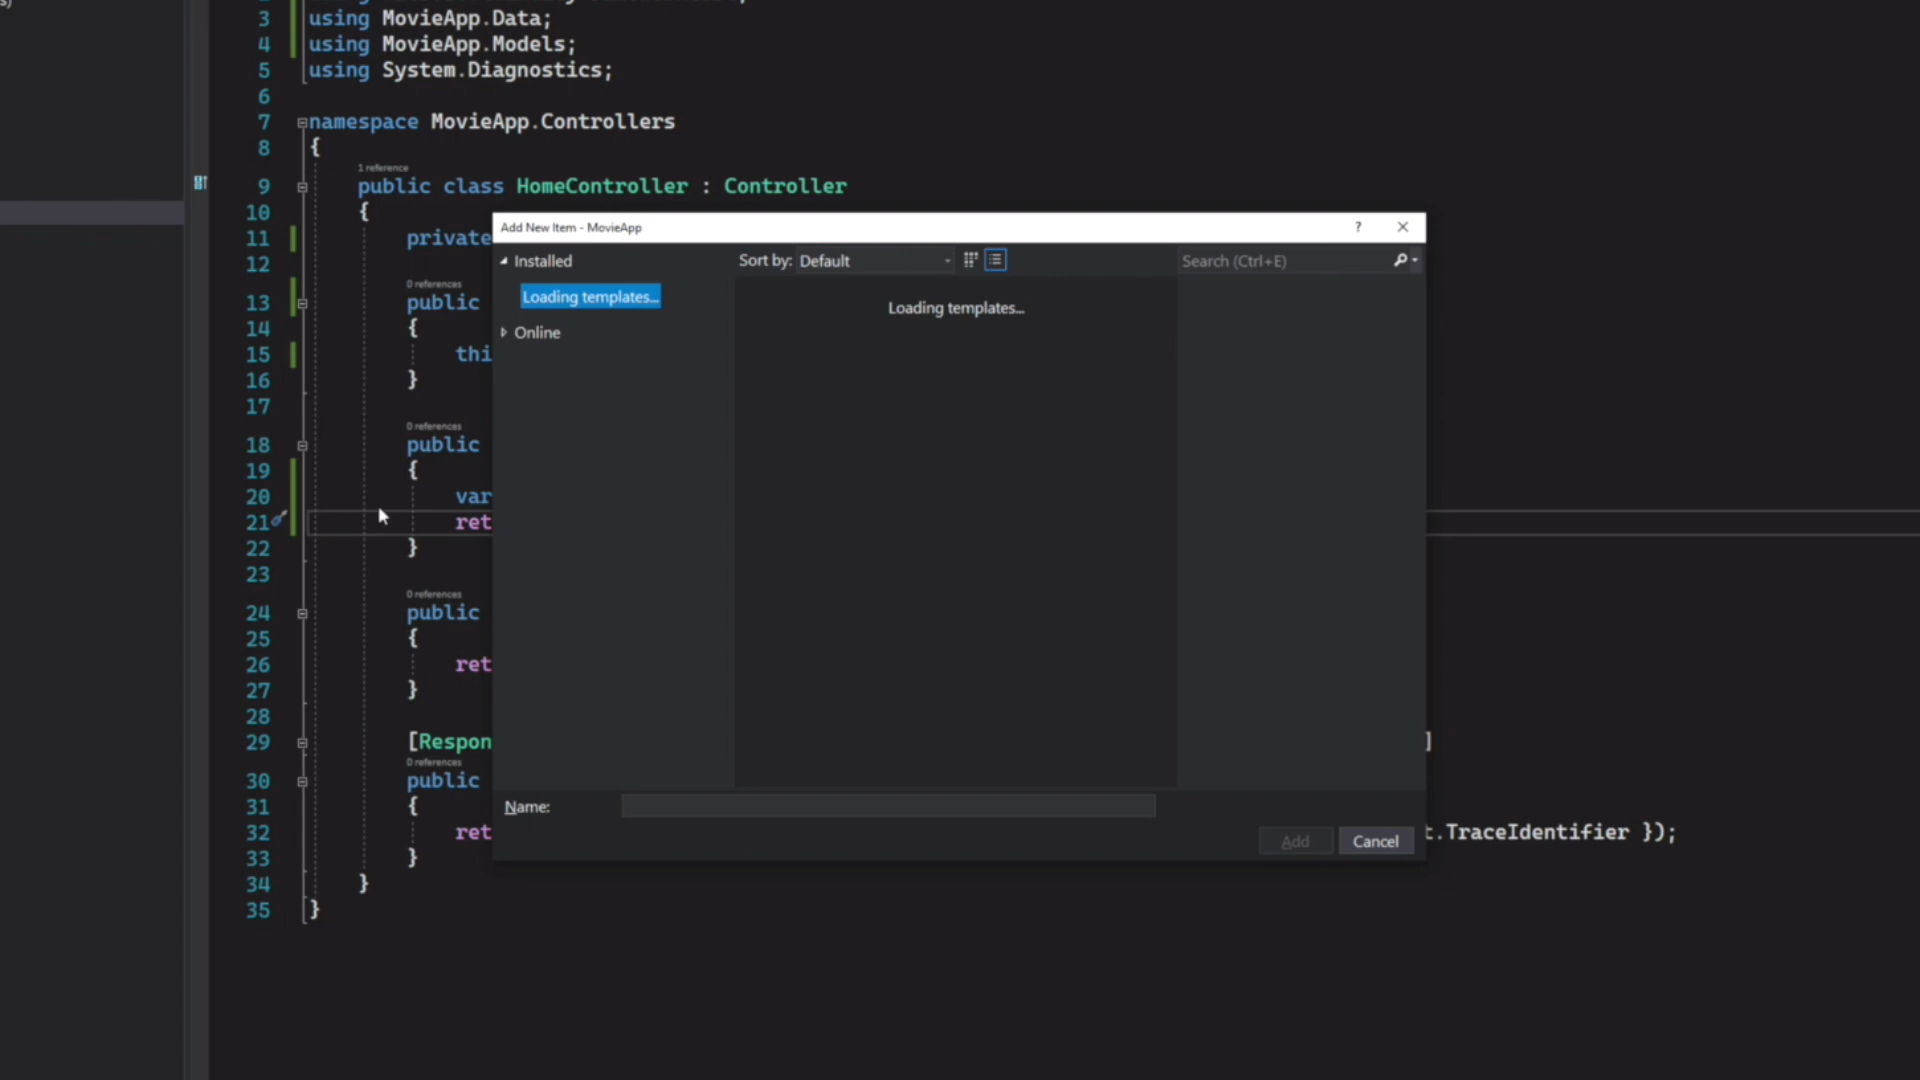 3 using MovieApp.Data;
4 using MovieApp.Models;
5 using System.Diagnostics;
6
7 namespace MovieApp.Controllers
8 {
1 reference
9 public class HomeController : Controller
10 {
11 private
12
0 references
13 public
14 {
15 thi
16 }
17
0 references
18 public
19 {
20 var
21 ret
22 }
23
0 references
24 public
25 {
26 ret
27 }
28
29 [Respon ]
0 references
30 public
31 {
32 ret t.TraceIdentifier });
33 }
34 }
35 }
Add New Item - MovieApp
?
Installed
Sort by: Default
Search (Ctrl+E)
Loading templates...
Loading templates...
Online
Name:
Add
Cancel